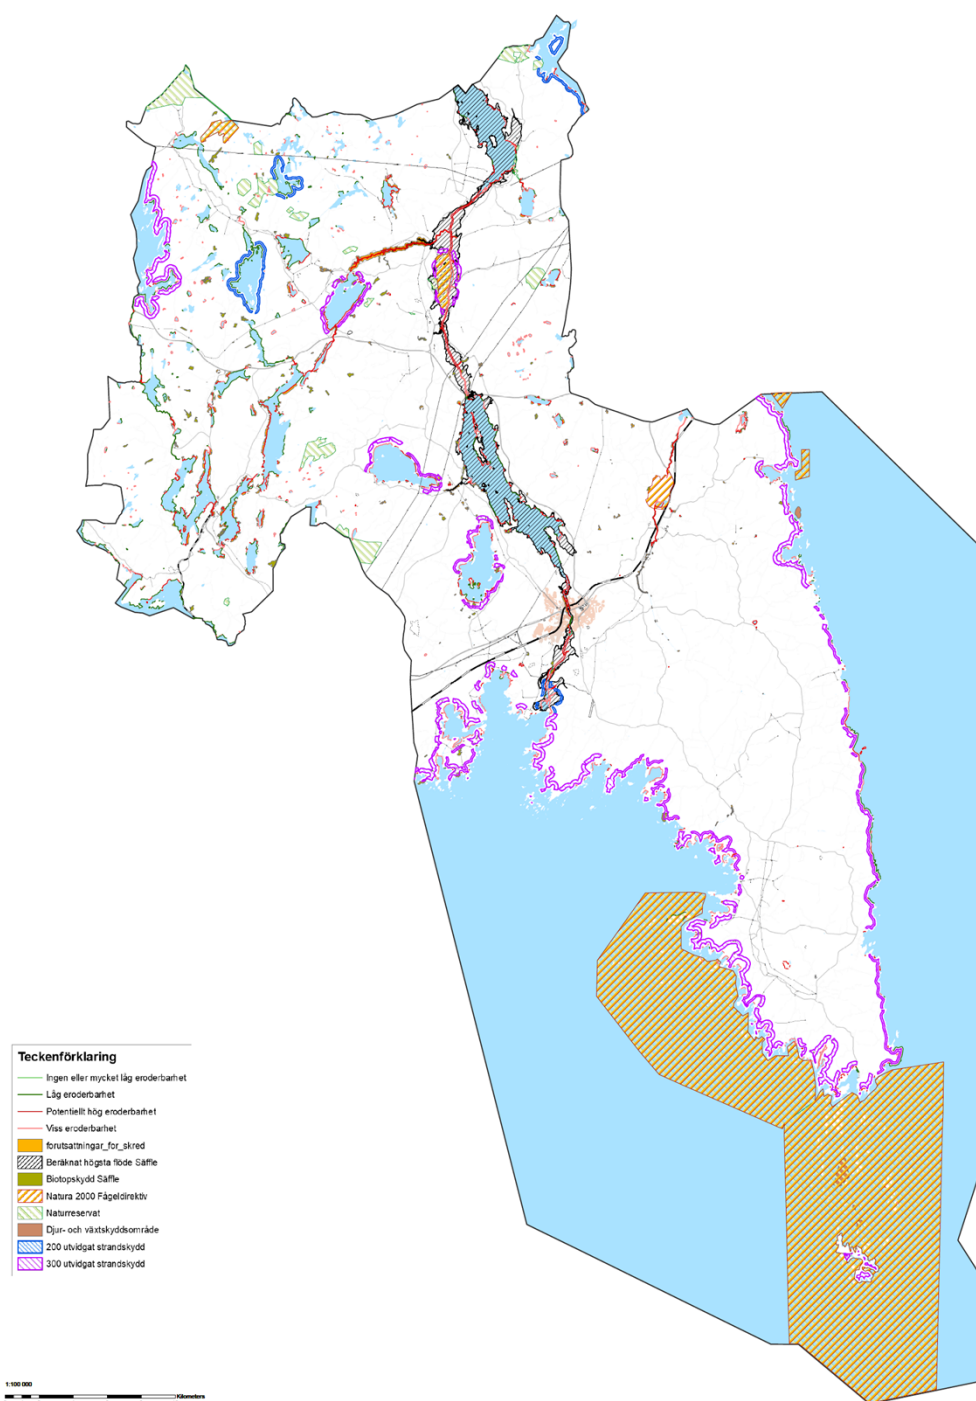 Teckenförklaring
Ingen eller mycket låg eroderbarhet
Låg eroderbarhet
Potentiellt hög eroderbarhet
Viss eroderbarhet
forutsattningar_for_skred
Beräknat högsta flöde Säffle
Biotopskydd Säffle
Natura 2000 Fågeldirektiv
Naturreservat
Djur- och växtskyddsområde
200 utvidgat strandskydd
300 utvidgat strandskydd
1:100 000
Kilometers